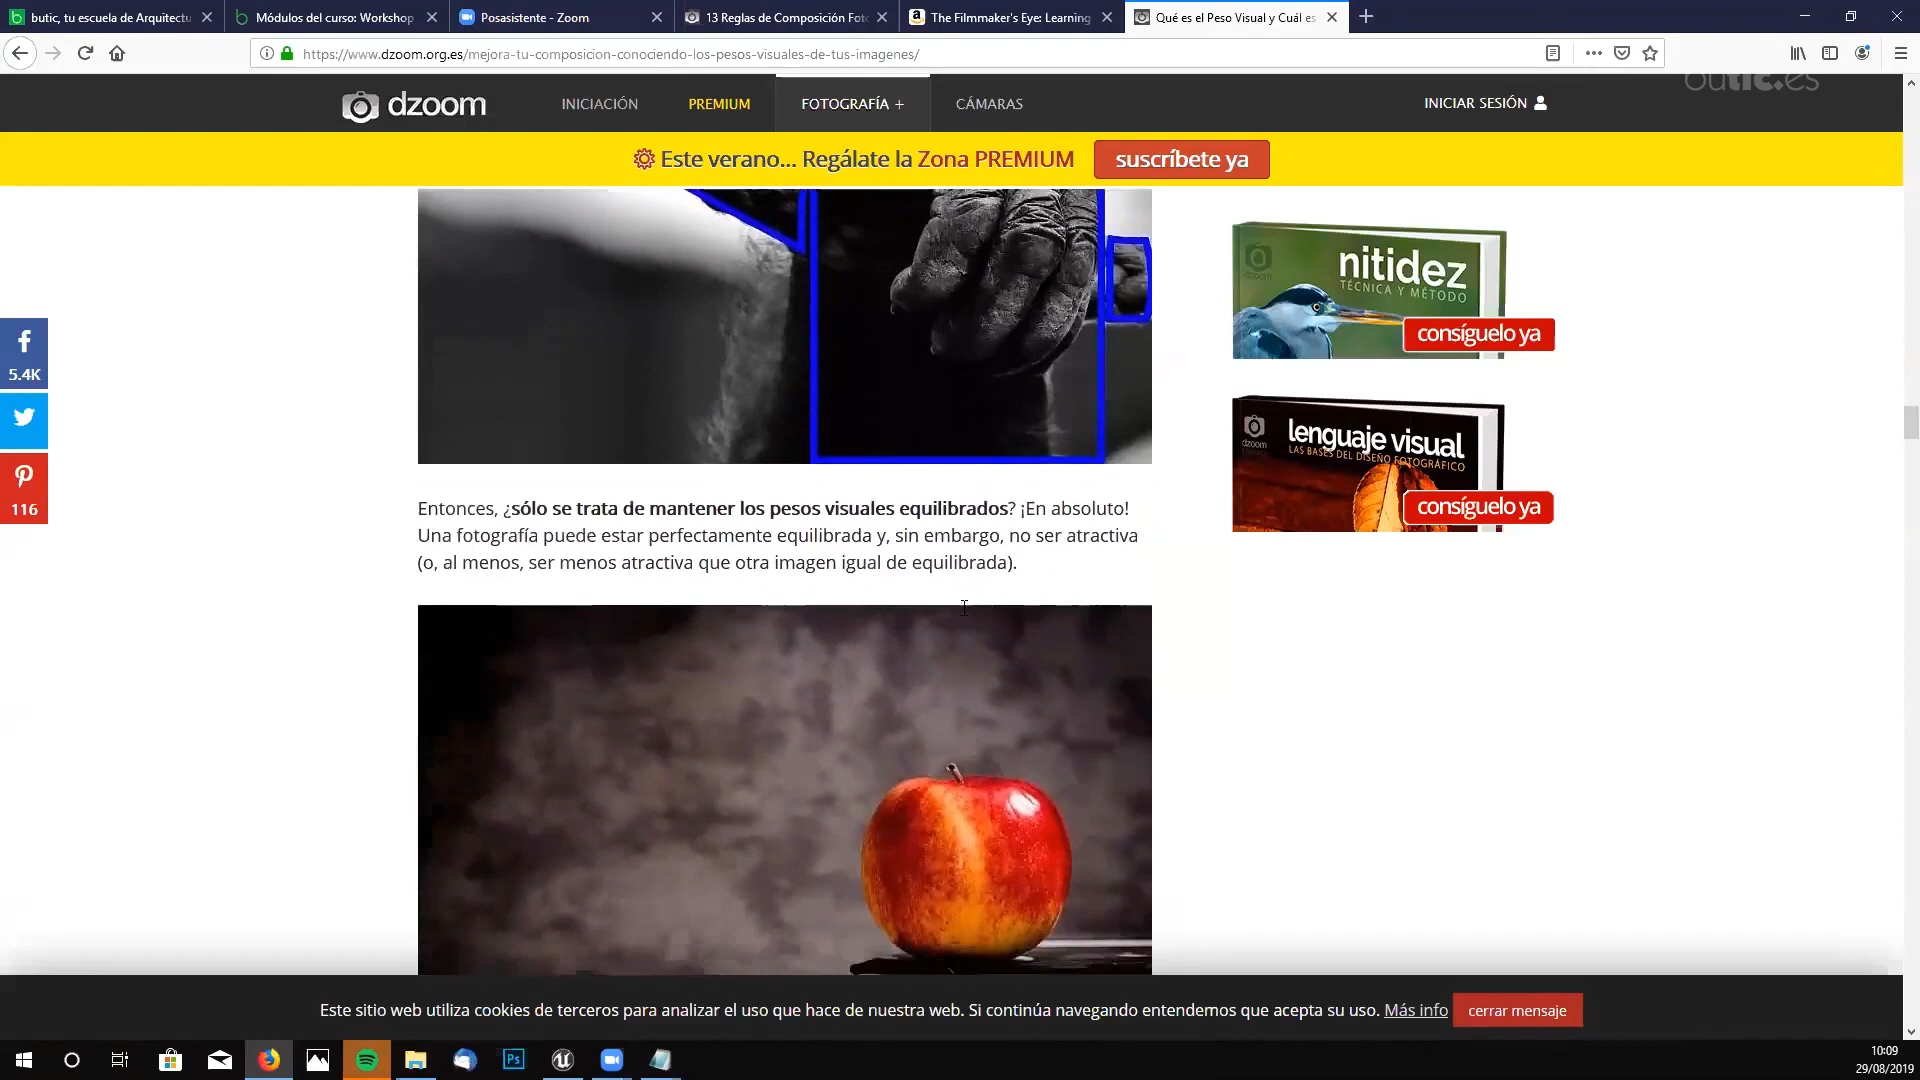 butic, tu escuela de Arquitectu
Módulos del curso: Workshop
Posasistente - Zoom
13 Reglas de Composición Foto
The Filmmaker's Eye: Learning
Qué es el Peso Visual y Cuál es
https://www.dzoom.org.es/mejora-tu-composicion-conociendo-los-pesos-visuales-de-tus-imagenes/
butic.es
dzoom
INICIACIÓN
PREMIUM
FOTOGRAFÍA +
CÁMARAS
INICIAR SESIÓN
Este verano... Regálate la Zona PREMIUM
suscríbete ya
nitidez
TÉCNICA Y MÉTODO
dzoom
consíguelo ya
5.4K
116
dzoom
lenguaje visual
LAS BASES DEL DISEÑO FOTOGRÁFICO
consíguelo ya
Entonces, ¿sólo se trata de mantener los pesos visuales equilibrados? ¡En absoluto!
Una fotografía puede estar perfectamente equilibrada y, sin embargo, no ser atractiva
(o, al menos, ser menos atractiva que otra imagen igual de equilibrada).
Este sitio web utiliza cookies de terceros para analizar el uso que hace de nuestra web. Si continúa navegando entendemos que acepta su uso. Más info
cerrar mensaje
Ps
10:09
29/08/2019